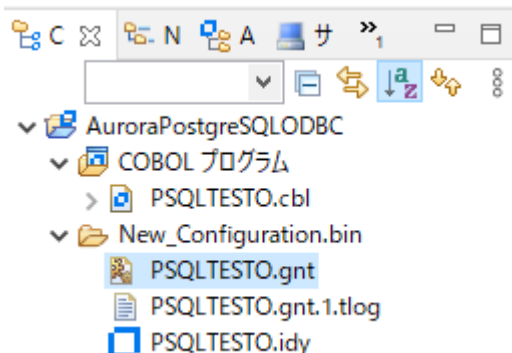 C N A サ »1
AuroraPostgreSQLODBC
COBOL プログラム
PSQLTESTO.cbl
New_Configuration.bin
PSQLTESTO.gnt
PSQLTESTO.gnt.1.tlog
PSQLTESTO.idy